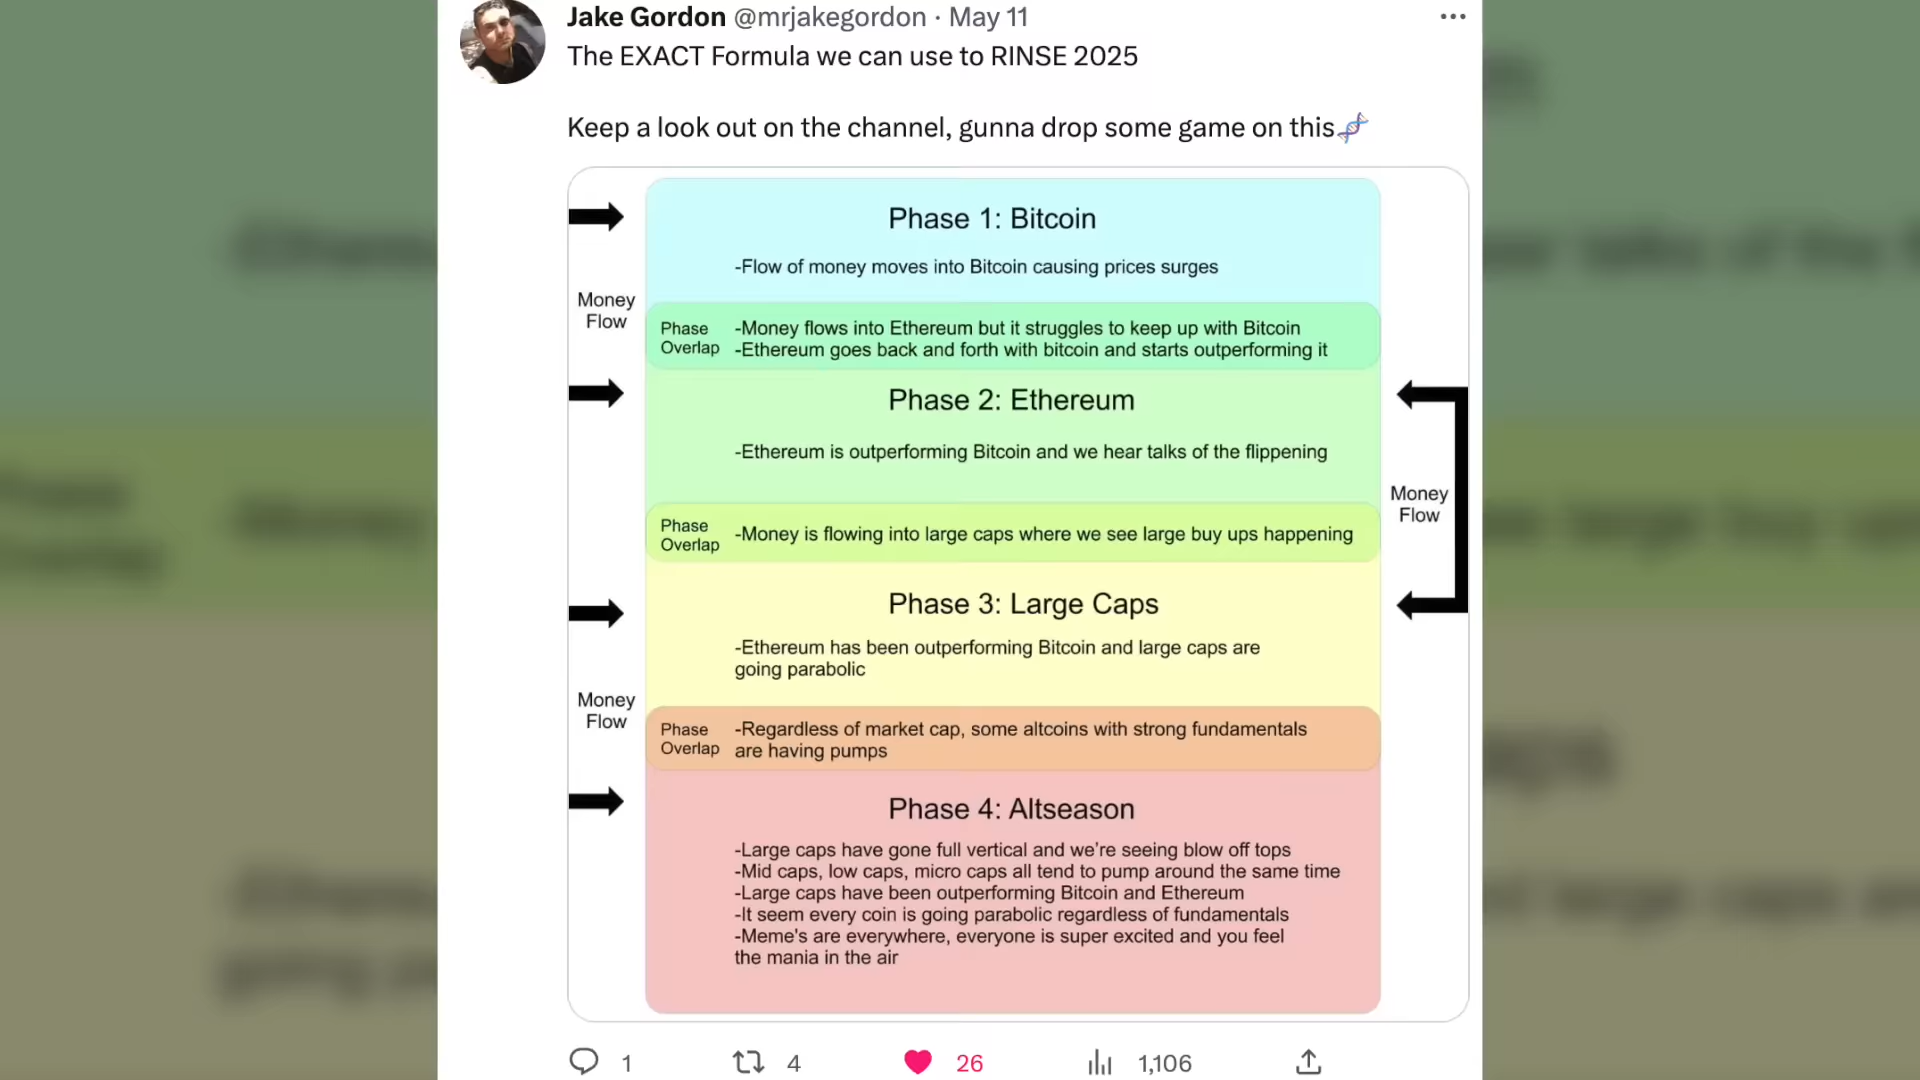 Jake Gordon @mrjakegordon · May 11
The EXACT Formula we can use to RINSE 2025
Keep a look out on the channel, gunna drop some game on this🧬
Phase 1: Bitcoin
-Flow of money moves into Bitcoin causing prices surges
Money
Flow
Phase
Overlap
-Money flows into Ethereum but it struggles to keep up with Bitcoin
-Ethereum goes back and forth with bitcoin and starts outperforming it
Phase 2: Ethereum
-Ethereum is outperforming Bitcoin and we hear talks of the flippening
Money
Flow
Phase
Overlap
-Money is flowing into large caps where we see large buy ups happening
Phase 3: Large Caps
-Ethereum has been outperforming Bitcoin and large caps are
going parabolic
Money
Flow
Phase
Overlap
-Regardless of market cap, some altcoins with strong fundamentals
are having pumps
Phase 4: Altseason
-Large caps have gone full vertical and we're seeing blow off tops
-Mid caps, low caps, micro caps all tend to pump around the same time
-Large caps have been outperforming Bitcoin and Ethereum
-It seem every coin is going parabolic regardless of fundamentals
-Meme's are everywhere, everyone is super excited and you feel
the mania in the air
1 4 26 1,106